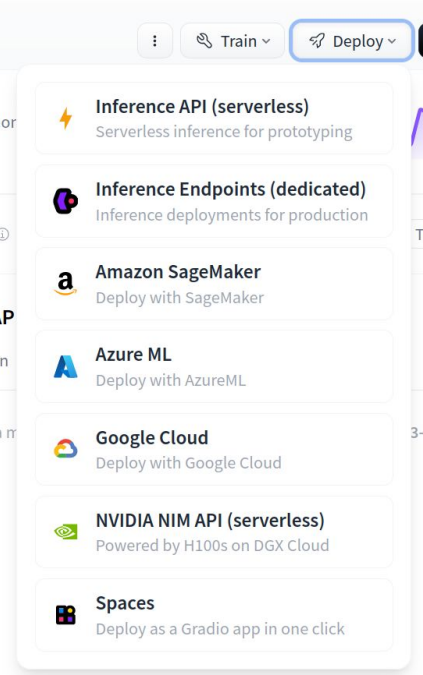 Train
Deploy
Inference API (serverless)
Serverless inference for prototyping
Inference Endpoints (dedicated)
Inference deployments for production
Amazon SageMaker
Deploy with SageMaker
Azure ML
Deploy with AzureML
Google Cloud
Deploy with Google Cloud
NVIDIA NIM API (serverless)
Powered by H100s on DGX Cloud
Spaces
Deploy as a Gradio app in one click